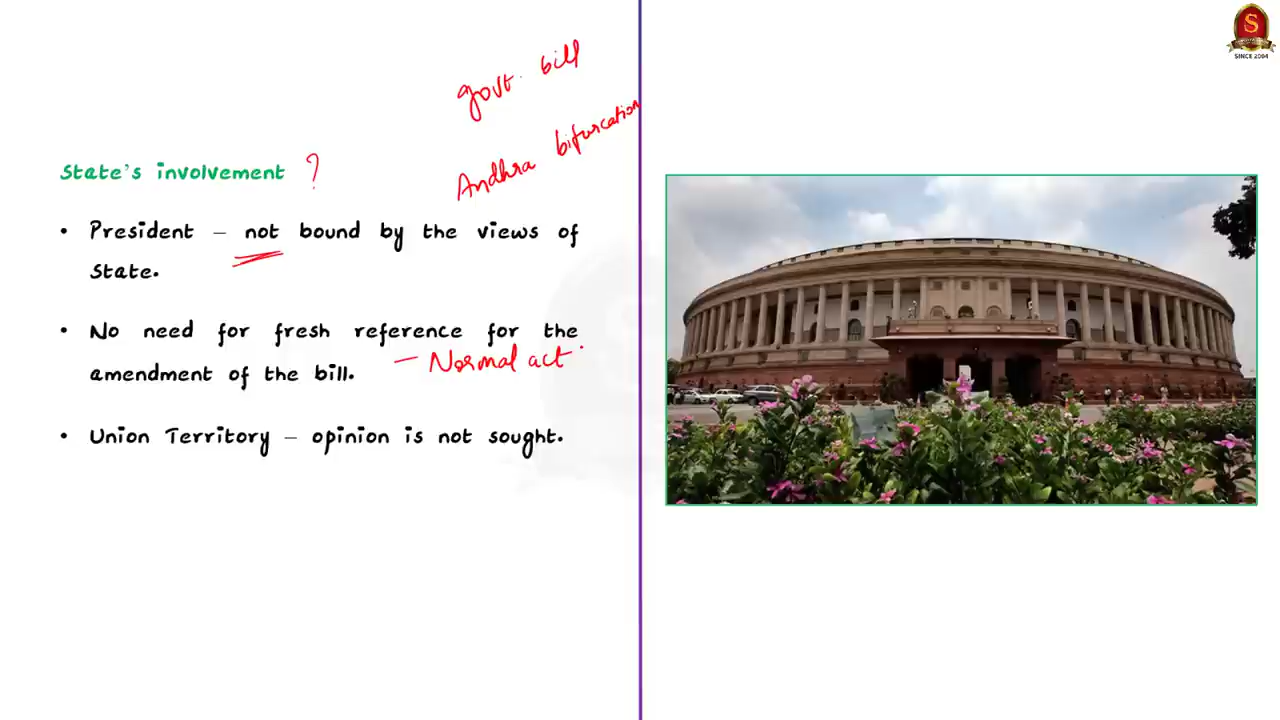 S
SINCE 2004
Govt. bill
Andhra bifurcation
State's involvement ?
• President – not bound by the views of
State.
• No need for fresh reference for the
amendment of the bill.
– Normal act
• Union Territory – opinion is not sought.